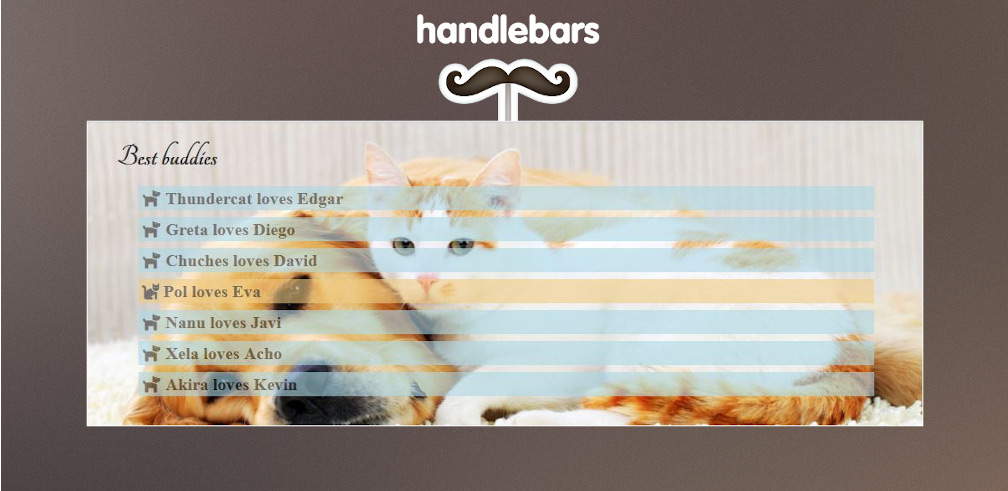 handlebars
Best buddies
Thundercat loves Edgar
Greta loves Diego
Chuches loves David
Pol loves Eva
Nanu loves Javi
Xela loves Acho
Akira loves Kevin